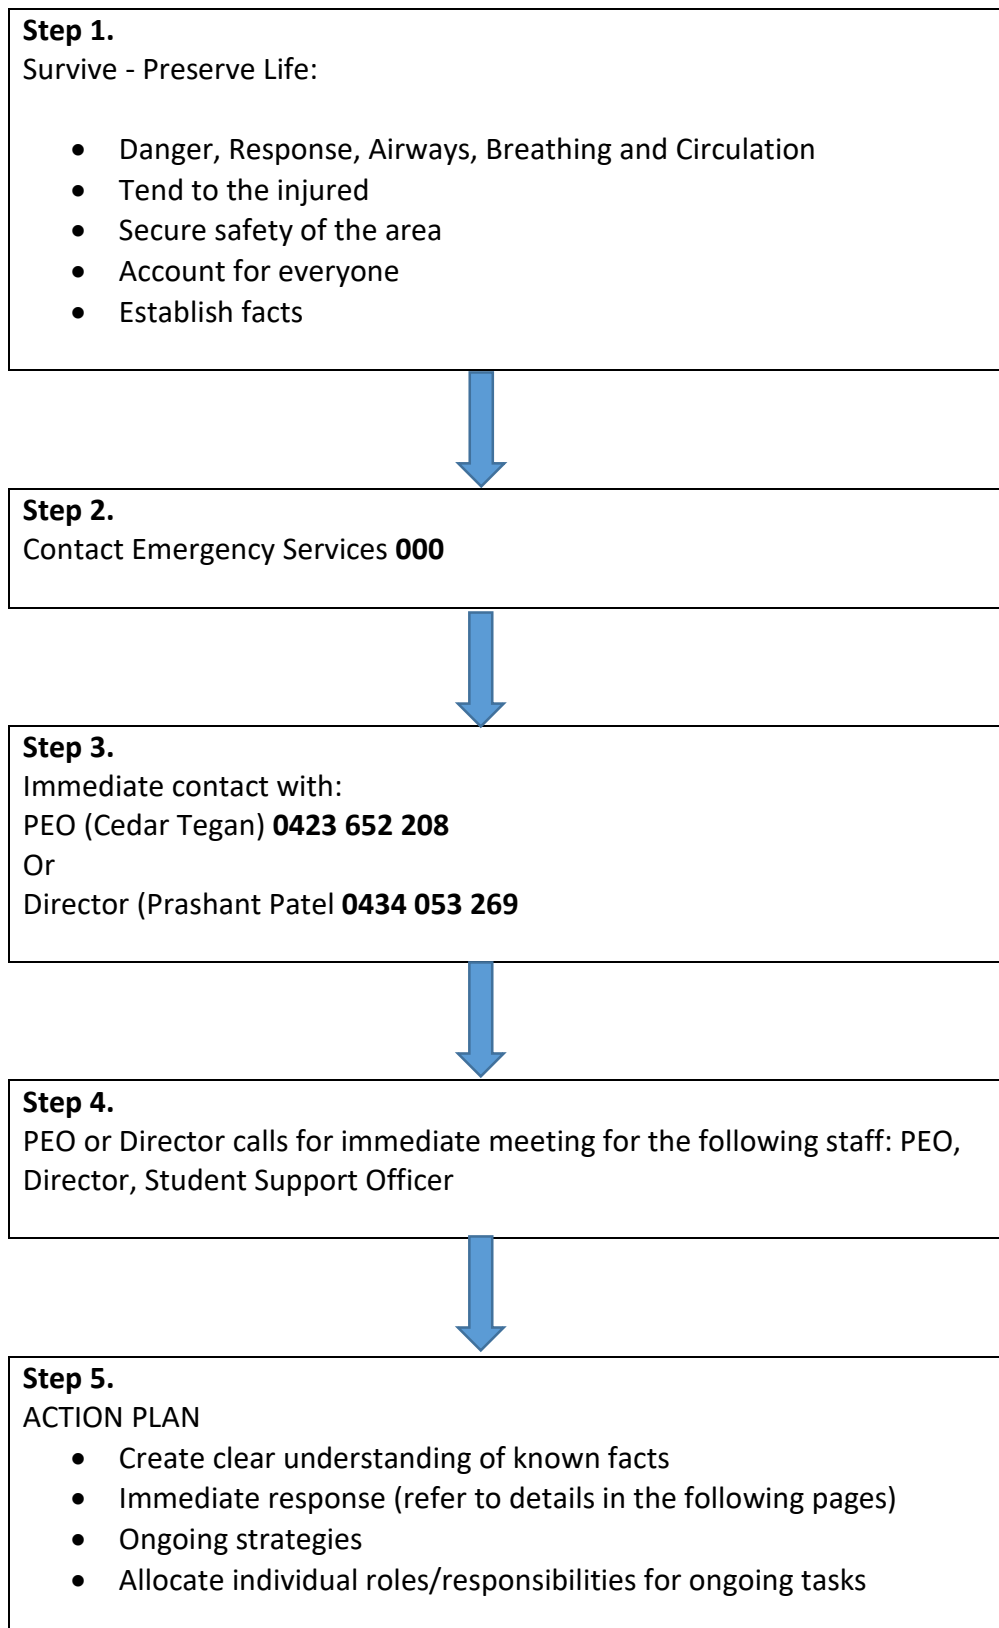 Step 1.
Survive - Preserve Life:
• Danger, Response, Airways, Breathing and Circulation
• Tend to the injured
• Secure safety of the area
• Account for everyone
• Establish facts
Step 2.
Contact Emergency Services 000
Step 3.
Immediate contact with:
PEO (Cedar Tegan) 0423 652 208
Or
Director (Prashant Patel 0434 053 269
Step 4.
PEO or Director calls for immediate meeting for the following staff: PEO,
Director, Student Support Officer
Step 5.
ACTION PLAN
• Create clear understanding of known facts
• Immediate response (refer to details in the following pages)
• Ongoing strategies
• Allocate individual roles/responsibilities for ongoing tasks